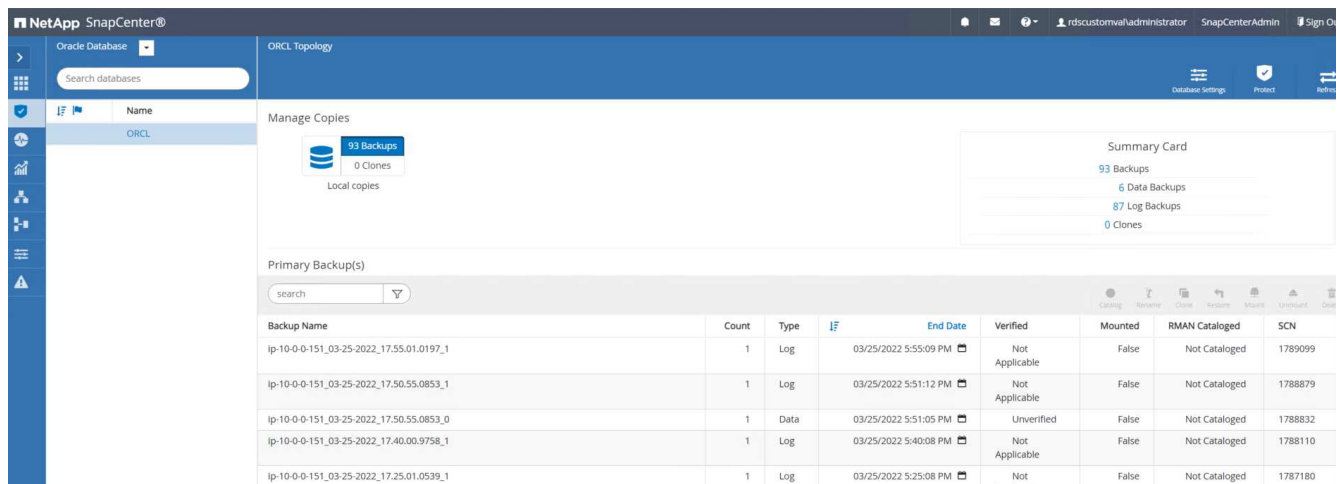 NetApp SnapCenter®
rdscustomval\administrator SnapCenterAdmin Sign Ou
Oracle Database
ORCL Topology
Search databases
Database Settings Protect Refres
Name
ORCL
Manage Copies
93 Backups
0 Clones
Local copies
Summary Card
93 Backups
6 Data Backups
87 Log Backups
0 Clones
Primary Backup(s)
search
Catalog Rename Clone Restore Mount Unmount
Backup Name Count Type End Date Verified Mounted RMAN Cataloged SCN
ip-10-0-0-151_03-25-2022_17.55.01.0197_1 1 Log 03/25/2022 5:55:09 PM Not Applicable False Not Cataloged 1789099
ip-10-0-0-151_03-25-2022_17.50.55.0853_1 1 Log 03/25/2022 5:51:12 PM Not Applicable False Not Cataloged 1788879
ip-10-0-0-151_03-25-2022_17.50.55.0853_0 1 Data 03/25/2022 5:51:05 PM Unverified False Not Cataloged 1788832
ip-10-0-0-151_03-25-2022_17.40.00.9758_1 1 Log 03/25/2022 5:40:08 PM Not Applicable False Not Cataloged 1788110
ip-10-0-0-151_03-25-2022_17.25.01.0539_1 1 Log 03/25/2022 5:25:08 PM Not False Not Cataloged 1787180